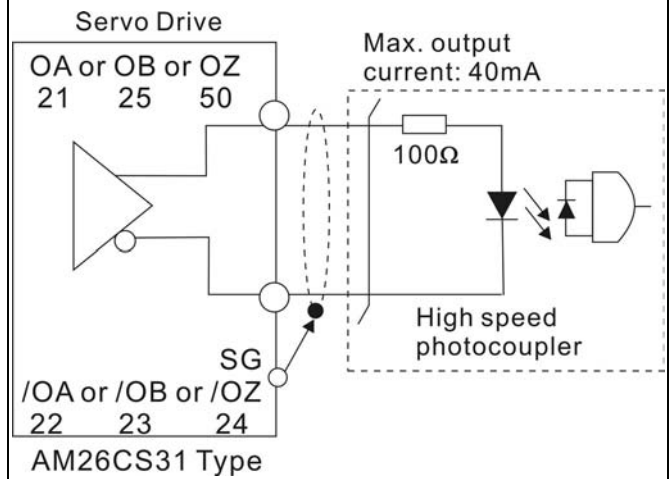 Servo Drive
OA or OB or OZ
21 25 50
Max. output
current: 40mA
100Ω
High speed
photocoupler
SG
/OA or /OB or /OZ
22 23 24
AM26CS31 Type